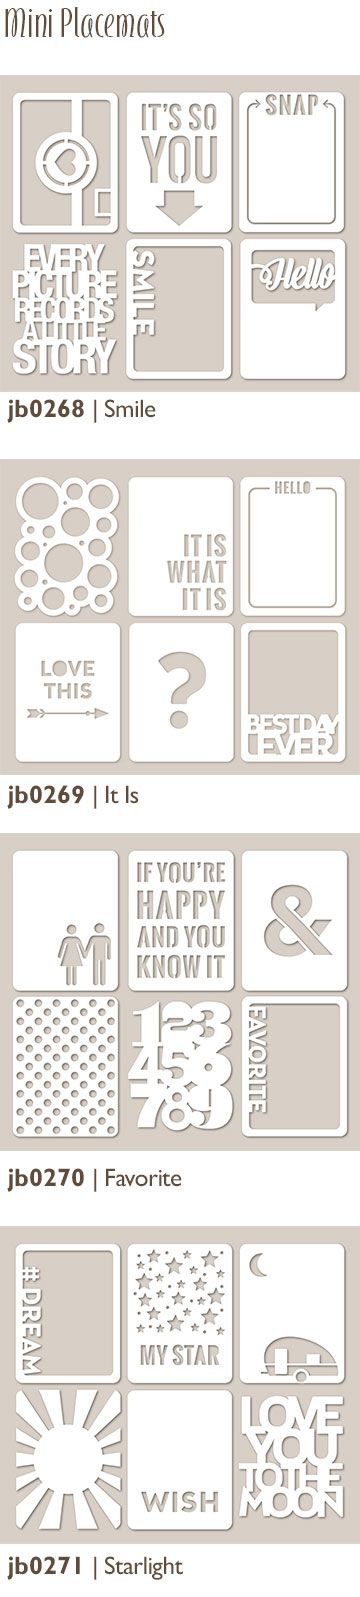 Mini Placemats
IT'S SO
YOU
SNAP
EVERY
PICTURE
RECORDS
A LITTLE
STORY
SMILE
Hello
jb0268 | Smile
IT IS
WHAT
IT IS
HELLO
LOVE
THIS
?
BEST DAY
EVER
jb0269 | It Is
IF YOU'RE
HAPPY
AND YOU
KNOW IT
&
123
456
789
FAVORITE
jb0270 | Favorite
# DREAM
MY STAR
WISH
LOVE
YOU
TO THE
MOON
jb0271 | Starlight